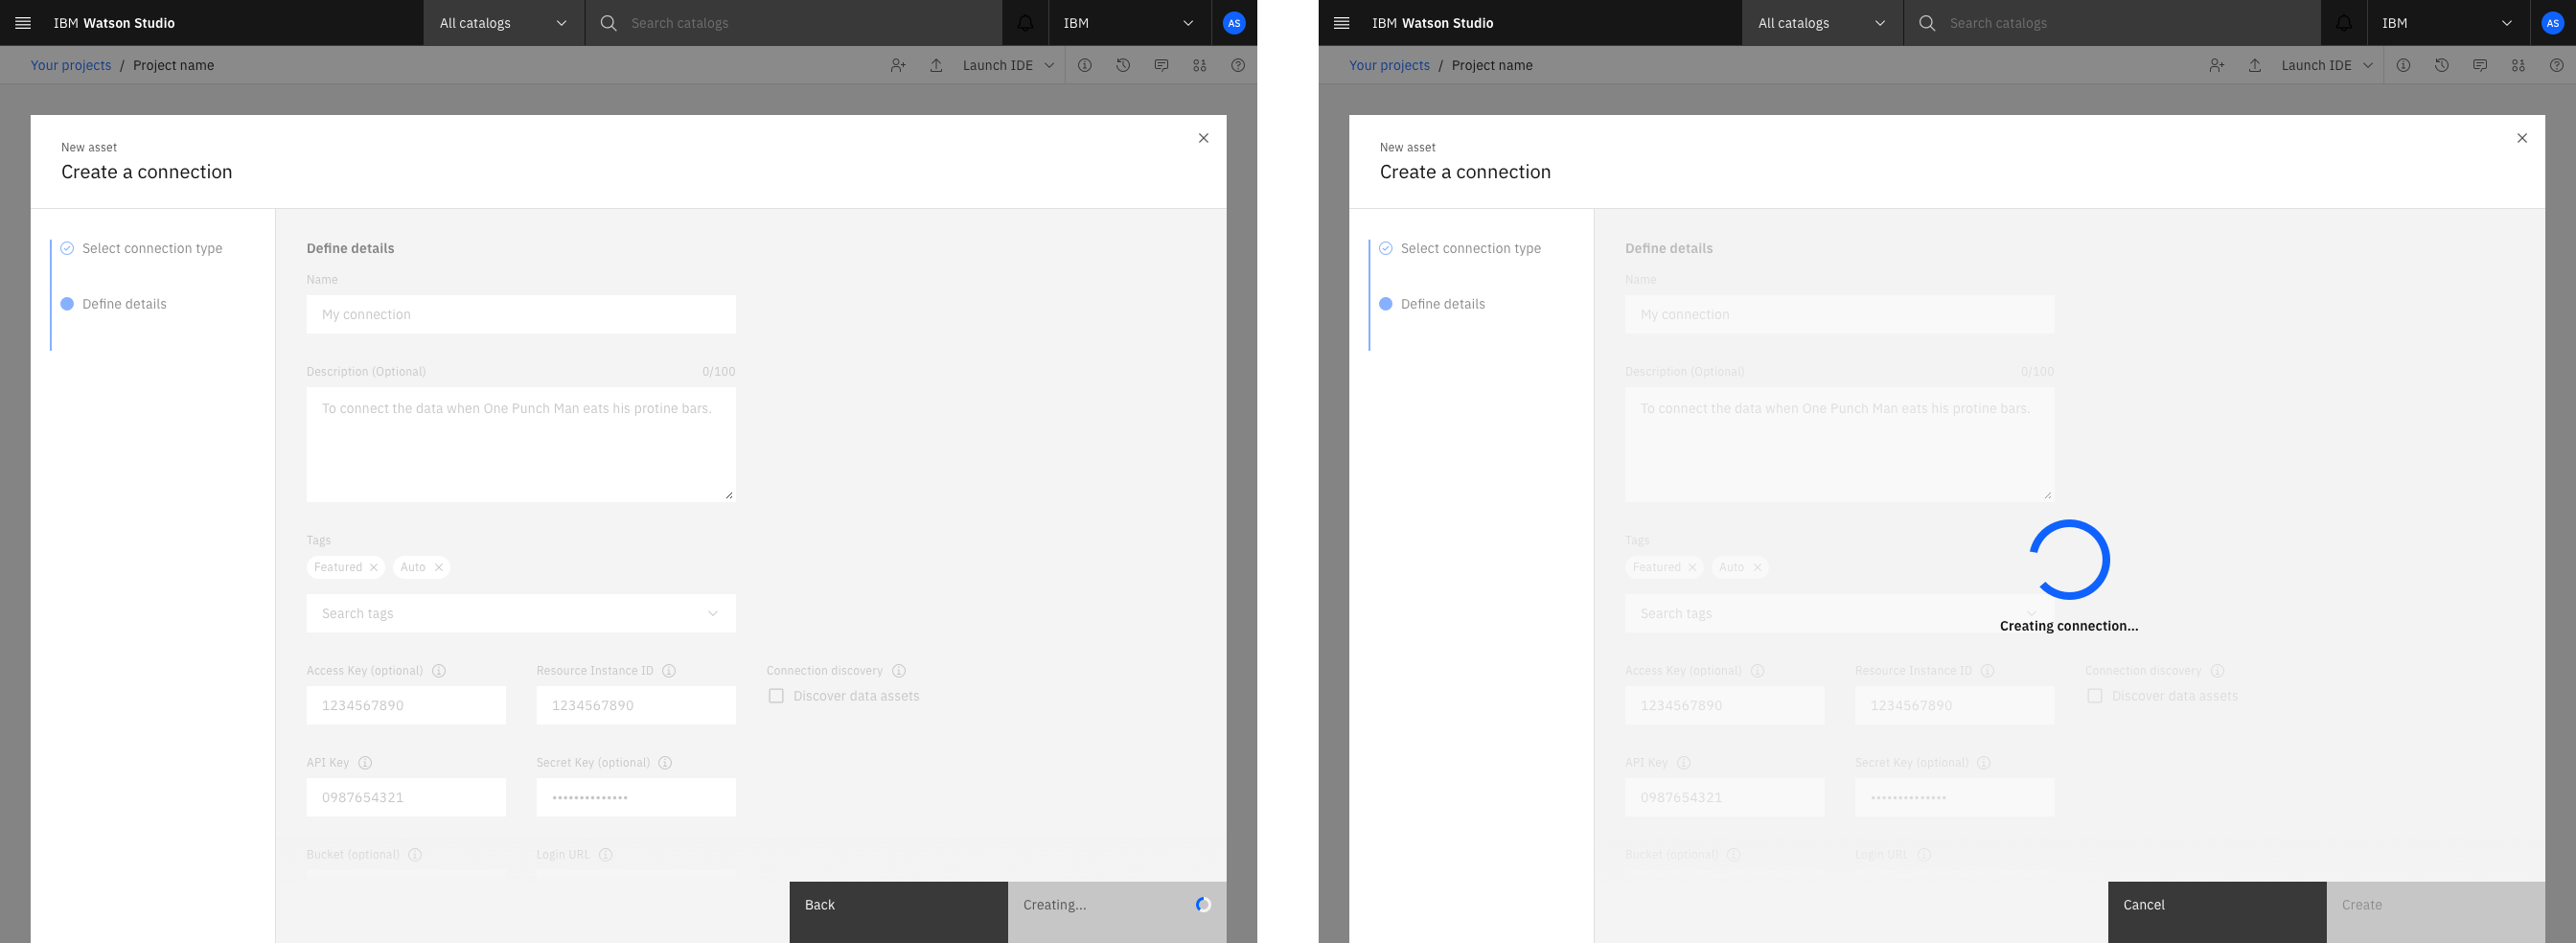 IBM Watson Studio
All catalogs
Search catalogs
IBM
AS
Your projects / Project name
Launch IDE
New asset
Create a connection
Select connection type
Define details
Define details
Name
My connection
Description (Optional)
0/100
To connect the data when One Punch Man eats his protine bars.
Tags
Featured
Auto
Search tags
Access Key (optional)
Resource Instance ID
Connection discovery
1234567890
1234567890
Discover data assets
API Key
Secret Key (optional)
0987654321
••••••••••••••
Bucket (optional)
Login URL
Back
Creating...
IBM Watson Studio
All catalogs
Search catalogs
IBM
AS
Your projects / Project name
Launch IDE
New asset
Create a connection
Select connection type
Define details
Define details
Name
My connection
Description (Optional)
0/100
To connect the data when One Punch Man eats his protine bars.
Tags
Featured
Auto
Search tags
Creating connection...
Access Key (optional)
Resource Instance ID
Connection discovery
1234567890
1234567890
Discover data assets
API Key
Secret Key (optional)
0987654321
••••••••••••••
Bucket (optional)
Login URL
Cancel
Create